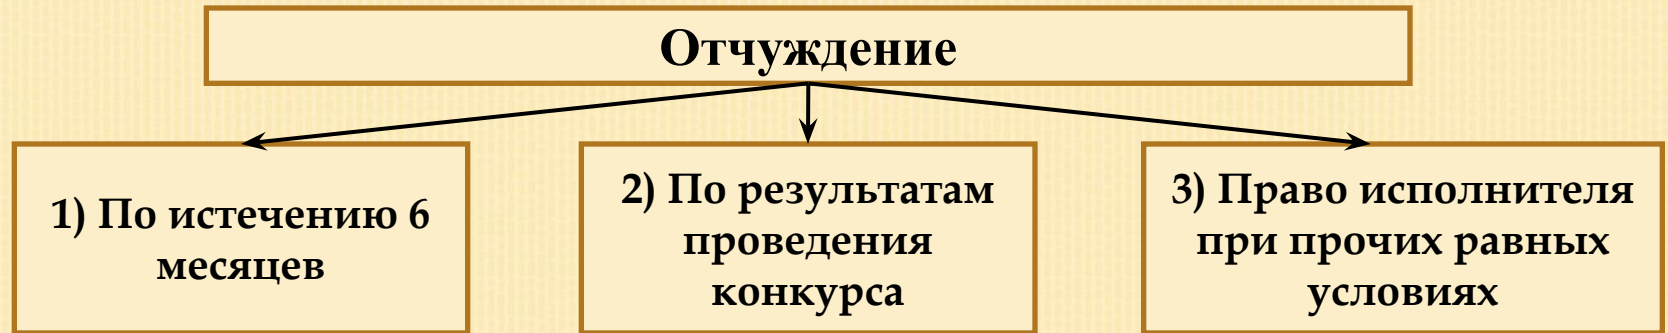 Отчуждение
1) По истечению 6
месяцев
2) По результатам
проведения
конкурса
3) Право исполнителя
при прочих равных
условиях